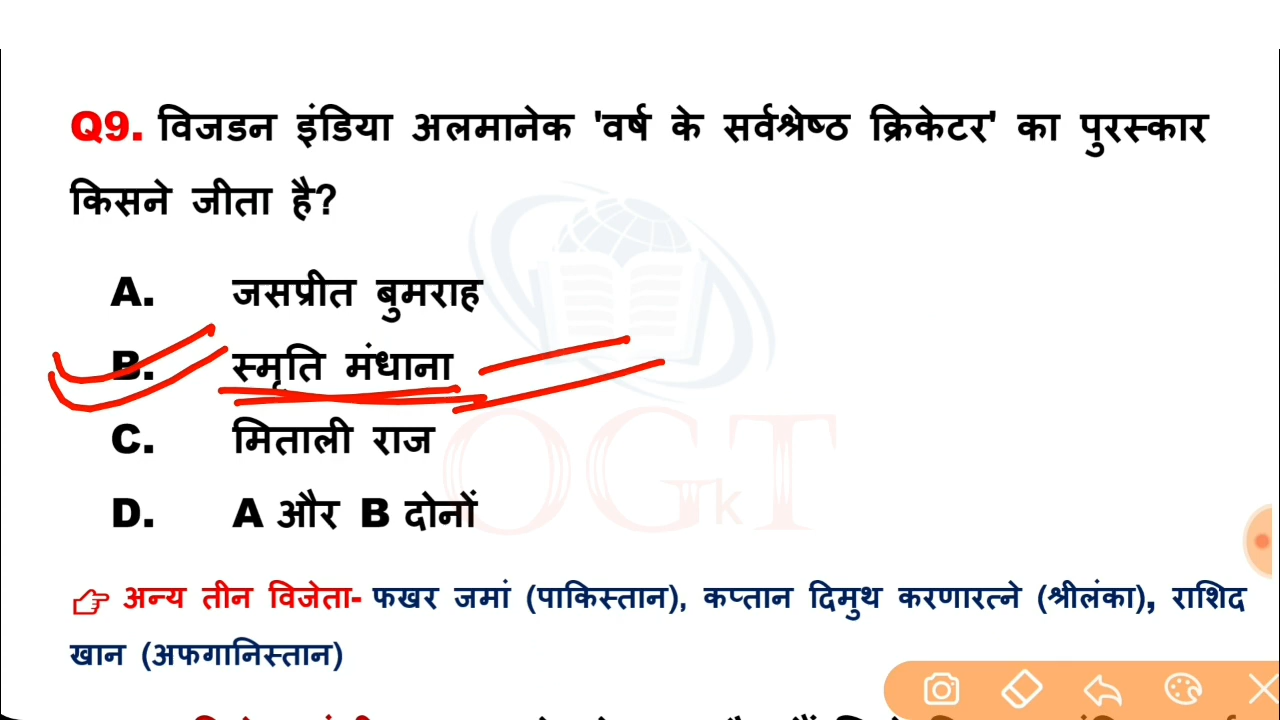 Q9. विजडन इंडिया अलमानेक 'वर्ष के सर्वश्रेष्ठ क्रिकेटर' का पुरस्कार
किसने जीता है?
A. जसप्रीत बुमराह
B. स्मृति मंधाना
C. मिताली राज
D. A और B दोनों
OGkT
अन्य तीन विजेता- फखर जमां (पाकिस्तान), कप्तान दिमुथ करणारत्ने (श्रीलंका), राशिद
खान (अफगानिस्तान)